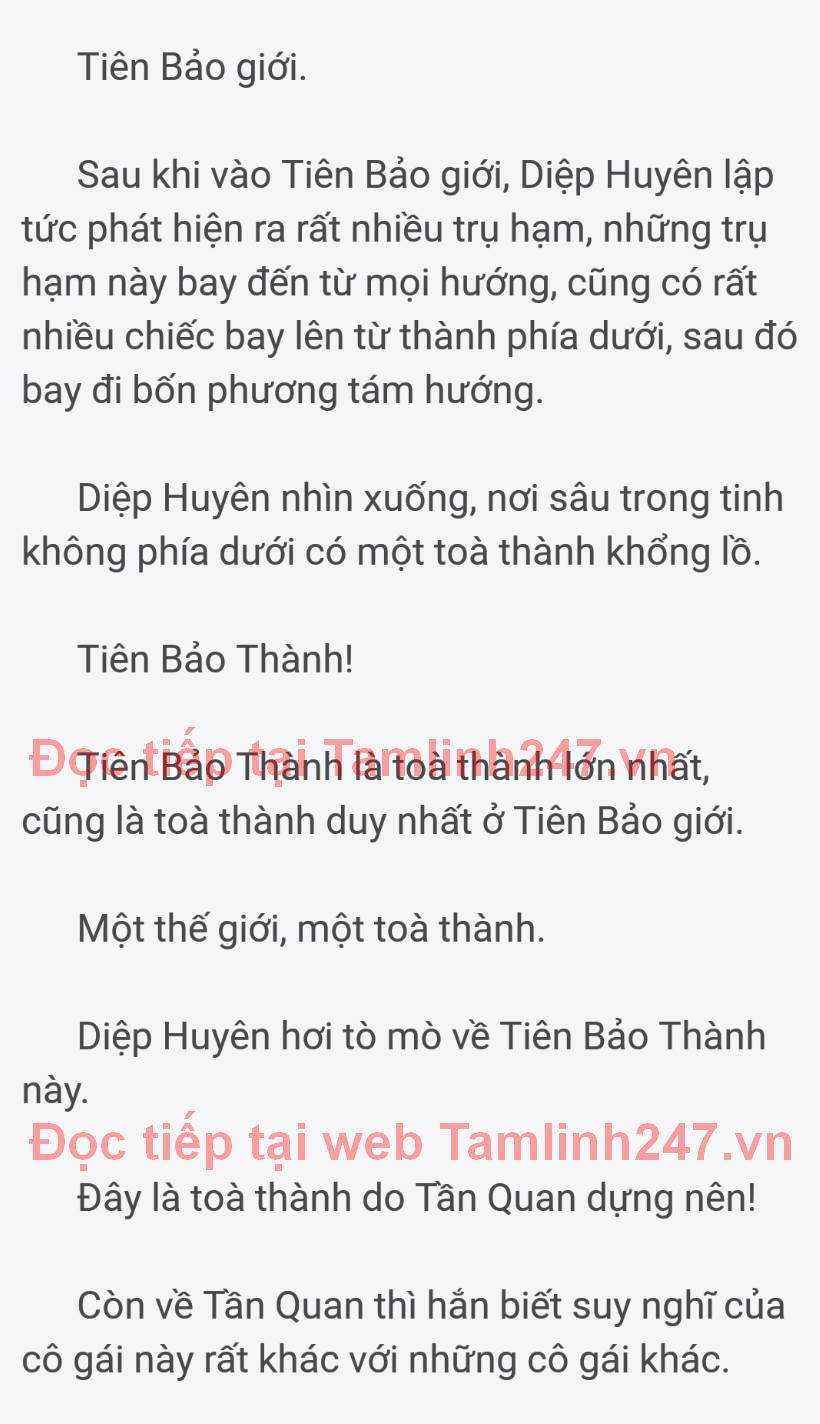 Tiên Bảo giới.
Sau khi vào Tiên Bảo giới, Diệp Huyên lập
tức phát hiện ra rất nhiều trụ hạm, những trụ
hạm này bay đến từ mọi hướng, cũng có rất
nhiều chiếc bay lên từ thành phía dưới, sau đó
bay đi bốn phương tám hướng.
Diệp Huyên nhìn xuống, nơi sâu trong tinh
không phía dưới có một toà thành khổng lồ.
Tiên Bảo Thành!
Đọc tiếp tại Tamlinh247.vn
Tiên Bảo Thành là toà thành lớn nhất,
cũng là toà thành duy nhất ở Tiên Bảo giới.
Một thế giới, một toà thành.
Diệp Huyên hơi tò mò về Tiên Bảo Thành
này.
Đọc tiếp tại web Tamlinh247.vn
Đây là toà thành do Tần Quan dựng nên!
Còn về Tần Quan thì hắn biết suy nghĩ của
cô gái này rất khác với những cô gái khác.